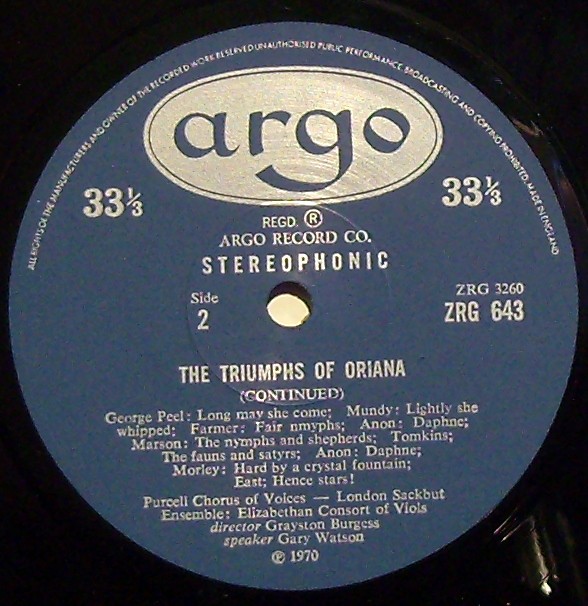 ALL RIGHTS OF THE MANUFACTURERS AND OWNER OF THE RECORDED WORK RESERVED UNAUTHORISED PUBLIC PERFORMANCE, BROADCASTING AND COPYING PROHIBITED. MADE IN ENGLAND
argo
33⅓ 33⅓
REGD. ®
ARGO RECORD CO.
STEREOPHONIC
Side ZRG 3260
2 ZRG 643
THE TRIUMPHS OF ORIANA
(CONTINUED)
George Peel: Long may she come; Mundy: Lightly she
whipped; Farmer: Fair nmyphs; Anon: Daphne;
Marson: The nymphs and shepherds; Tomkins;
The fauns and satyrs; Anon: Daphne;
Morley: Hard by a crystal fountain;
East; Hence stars!
Purcell Chorus of Voices — London Sackbut
Ensemble: Elizabethan Consort of Viols
director Grayston Burgess
speaker Gary Watson
℗ 1970